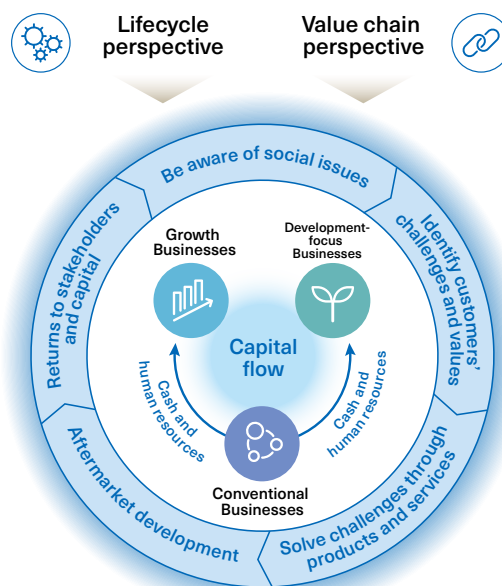 Lifecycle
perspective
Value chain
perspective
Be aware of social issues
Identify customers’
challenges and values
Solve challenges through
products and services
Aftermarket development
Returns to stakeholders
and capital
Growth
Businesses
Development-
focus
Businesses
Capital
flow
Cash and
human resources
Cash and
human resources
Conventional
Businesses